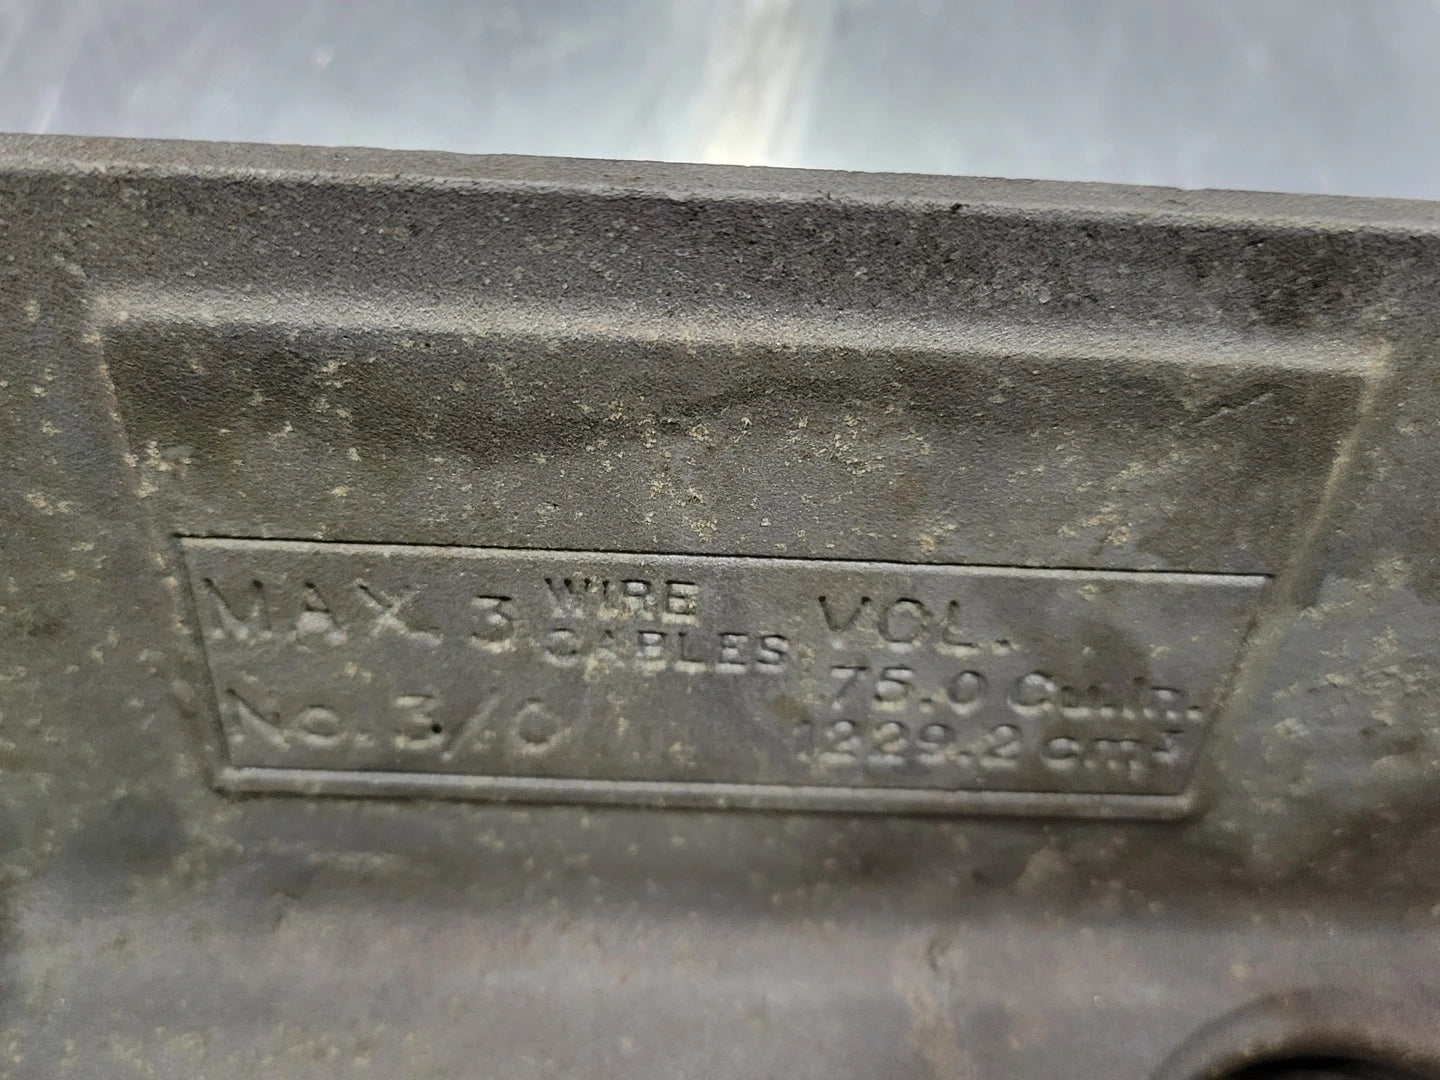 MAX. 3 WIRE CABLES
No. 3/0
VOL.
75.0 Cu.In.
1229.2 cm³